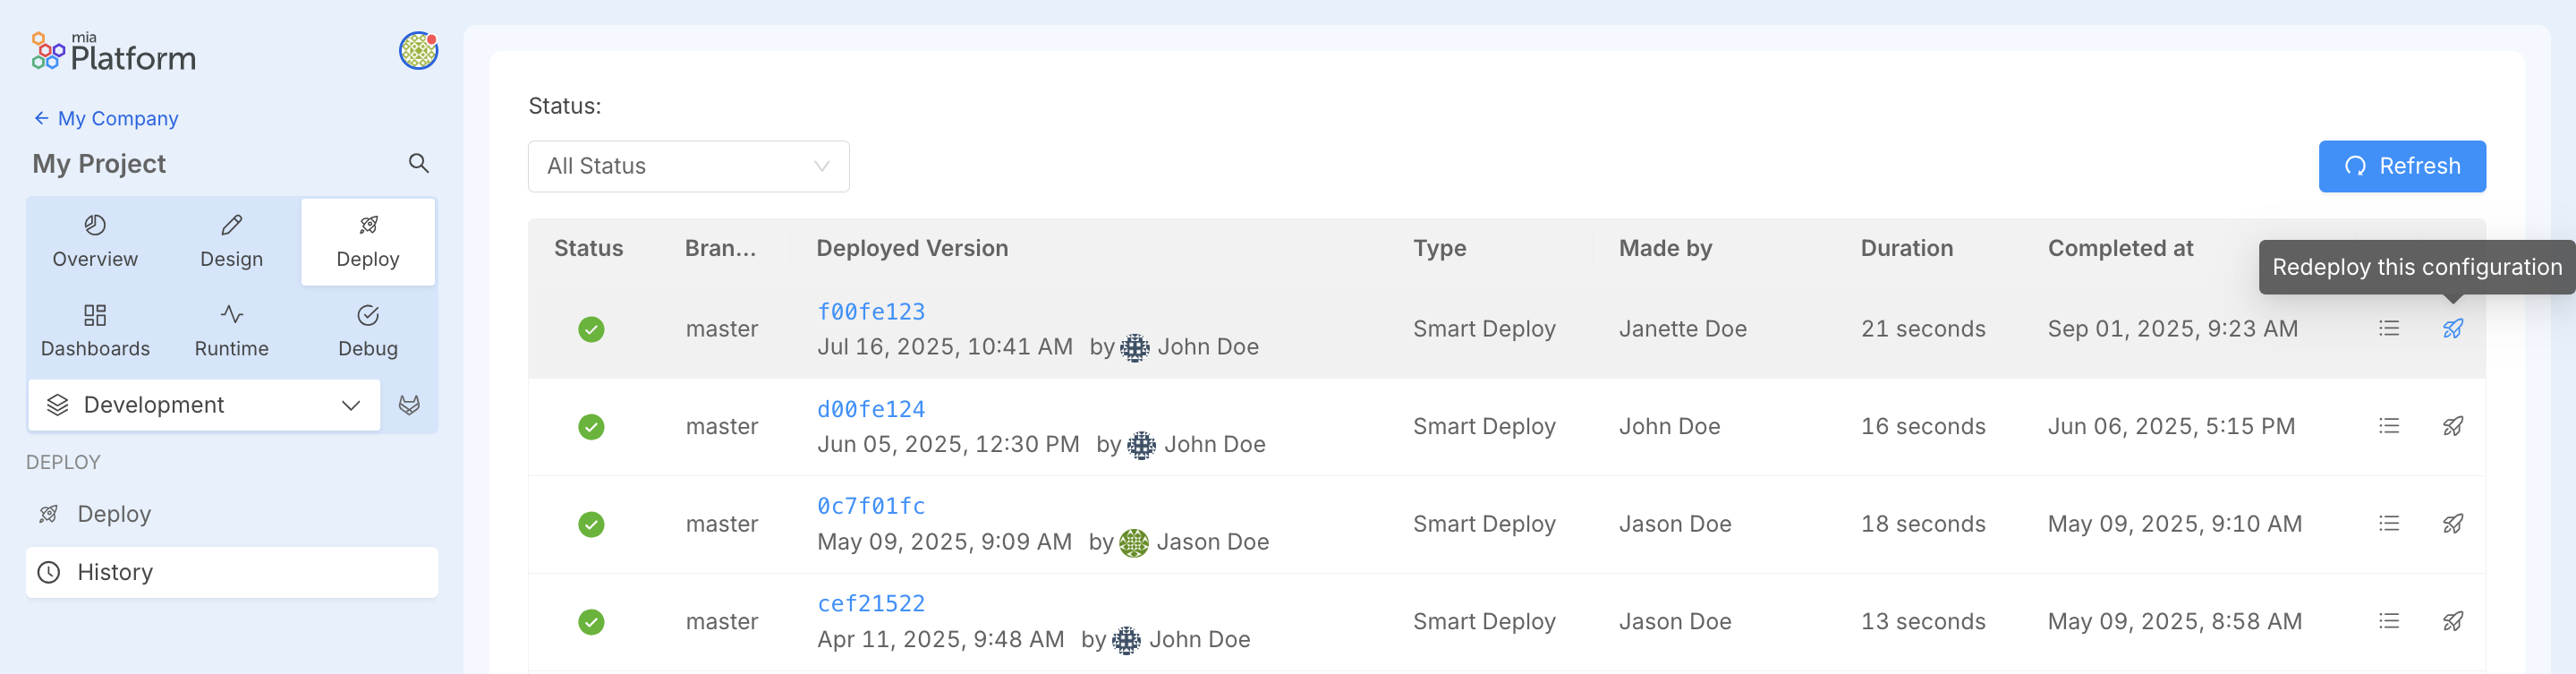 mia
Platform
My Company
My Project
Overview
Design
Deploy
Dashboards
Runtime
Debug
Development
DEPLOY
Deploy
History
Status:
All Status
Refresh
Status Bran... Deployed Version Type Made by Duration Completed at
Redeploy this configuration
f00fe123
master Smart Deploy Janette Doe 21 seconds Sep 01, 2025, 9:23 AM
Jul 16, 2025, 10:41 AM by John Doe
d00fe124
master Smart Deploy John Doe 16 seconds Jun 06, 2025, 5:15 PM
Jun 05, 2025, 12:30 PM by John Doe
0c7f01fc
master Smart Deploy Jason Doe 18 seconds May 09, 2025, 9:10 AM
May 09, 2025, 9:09 AM by Jason Doe
cef21522
master Smart Deploy Jason Doe 13 seconds May 09, 2025, 8:58 AM
Apr 11, 2025, 9:48 AM by John Doe